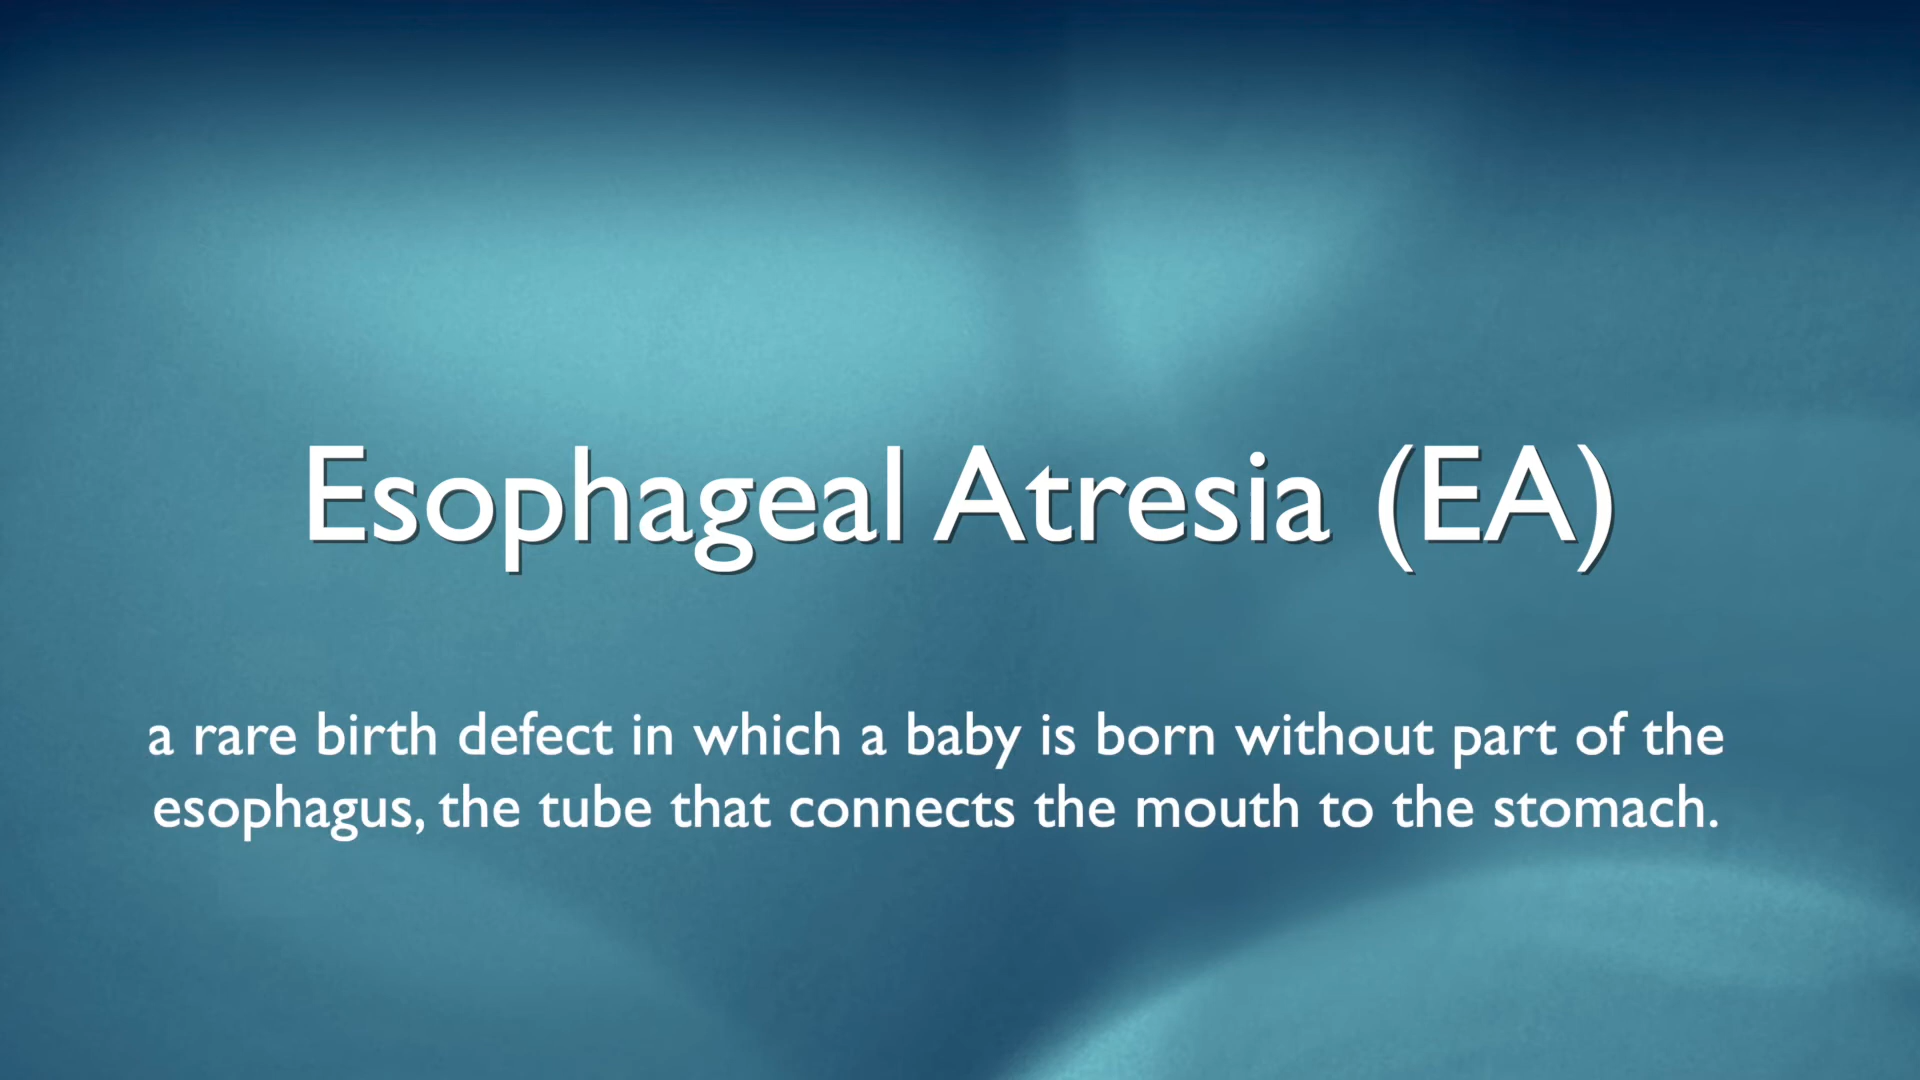 Esophageal Atresia (EA)
a rare birth defect in which a baby is born without part of the
esophagus, the tube that connects the mouth to the stomach.